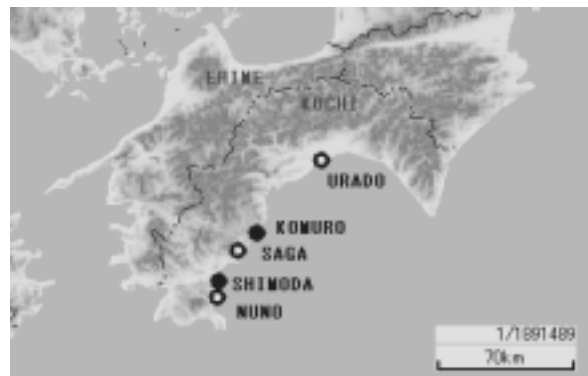 EHIME
KOCHI
URADO
KOMURO
SAGA
SHIMODA
NUNO
1/1891489
70km